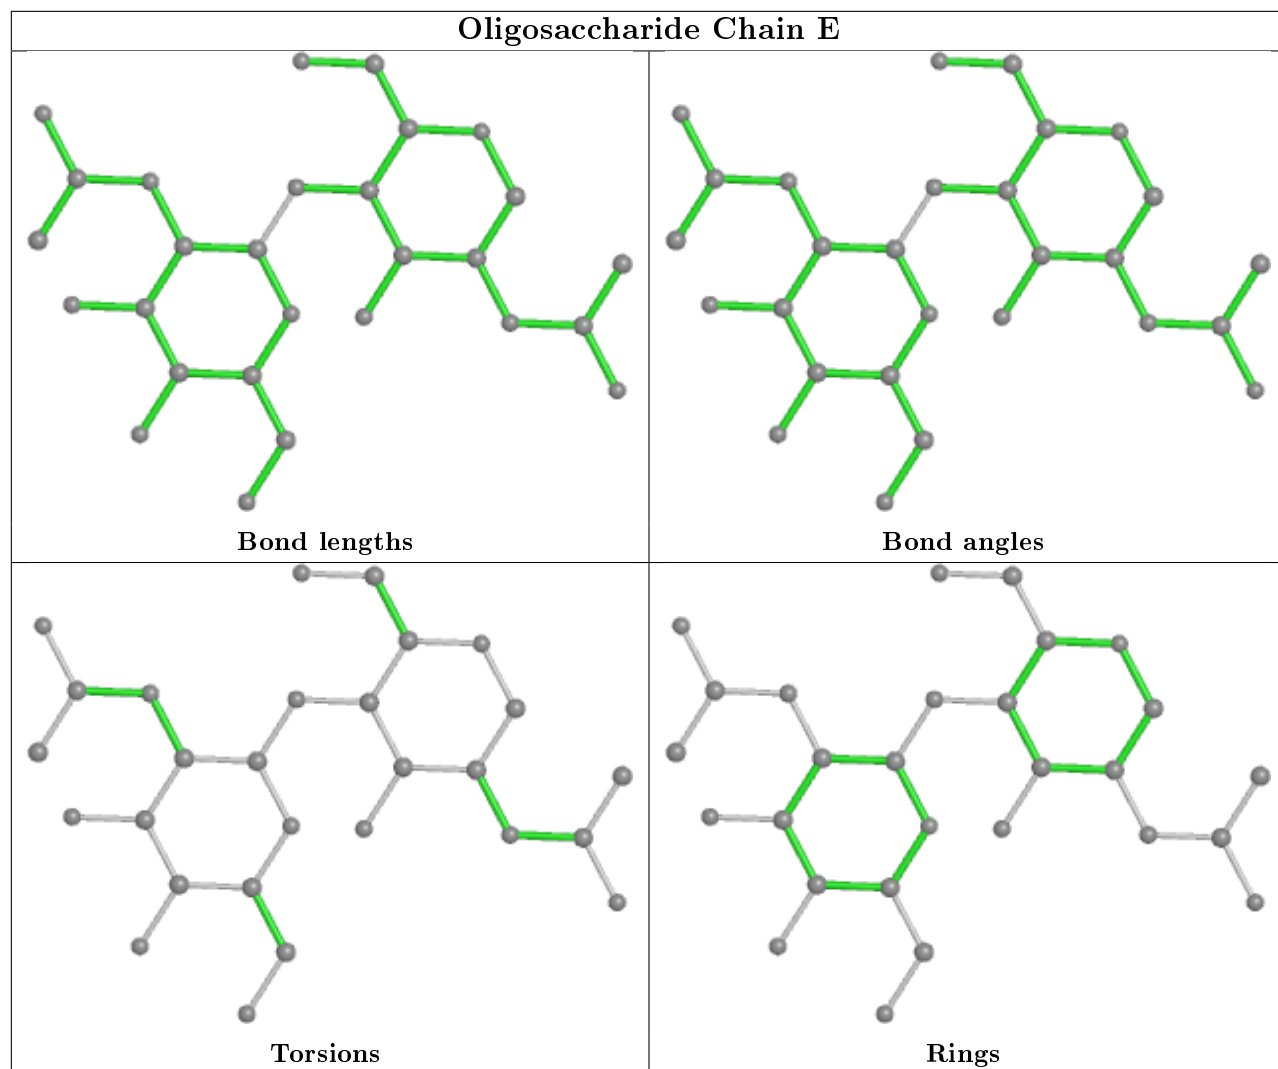 Oligosaccharide Chain E
Bond lengths
Bond angles
Torsions
Rings